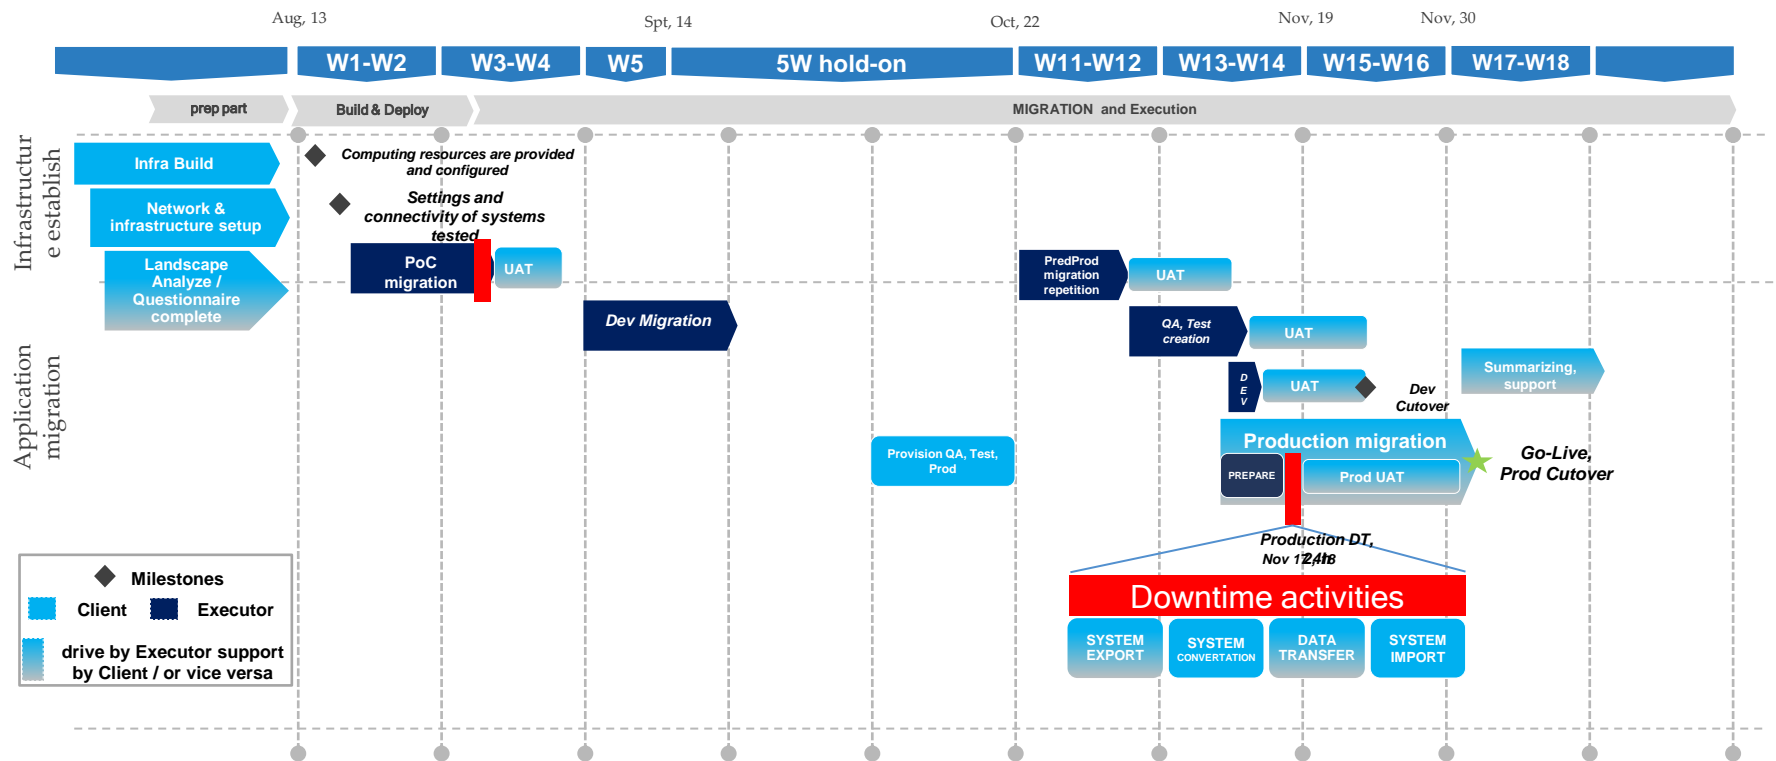 Aug, 13
Spt, 14
Oct, 22
Nov, 19
Nov, 30
W1-W2
W3-W4
W5
5W hold-on
W11-W12
W13-W14
W15-W16
W17-W18
prep part
Build & Deploy
MIGRATION and Execution
Infrastructur
e establish
Infra Build
Computing resources are provided
and configured
Network &
infrastructure setup
Settings and
connectivity of systems
tested
Landscape
Analyze /
Questionnaire
complete
PoC
migration
UAT
PredProd
migration
repetition
UAT
Dev Migration
QA, Test
creation
UAT
Application
migration
D
E
V
UAT
Dev
Cutover
Summarizing,
support
Provision QA, Test,
Prod
Production migration
PREPARE
Prod UAT
Go-Live,
Prod Cutover
Production DT,
24h
Nov 17, 18
Downtime activities
SYSTEM
EXPORT
SYSTEM
CONVERTATION
DATA
TRANSFER
SYSTEM
IMPORT
Milestones
Client
Executor
drive by Executor support
by Client / or vice versa